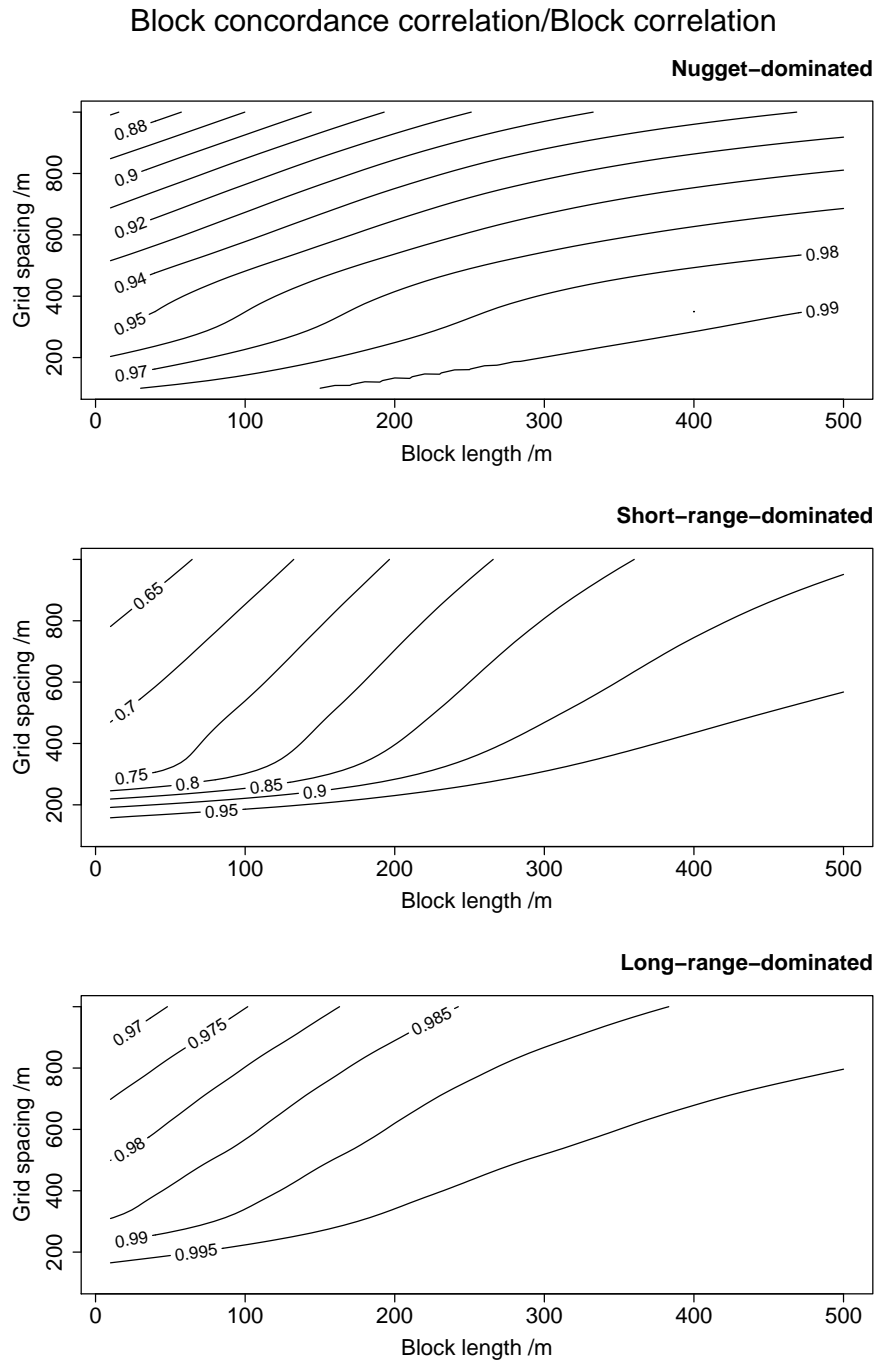 Block concordance correlation/Block correlation
Nugget−dominated
Grid spacing /m
200 400 600 800
0.88
0.9
0.92
0.94
0.95
0.97
0.98
0.99
0 100 200 300 400 500
Block length /m
Short−range−dominated
Grid spacing /m
200 400 600 800
0.65
0.7
0.75
0.8
0.85
0.9
0.95
0 100 200 300 400 500
Block length /m
Long−range−dominated
Grid spacing /m
200 400 600 800
0.97
0.975
0.985
0.98
0.99
0.995
0 100 200 300 400 500
Block length /m